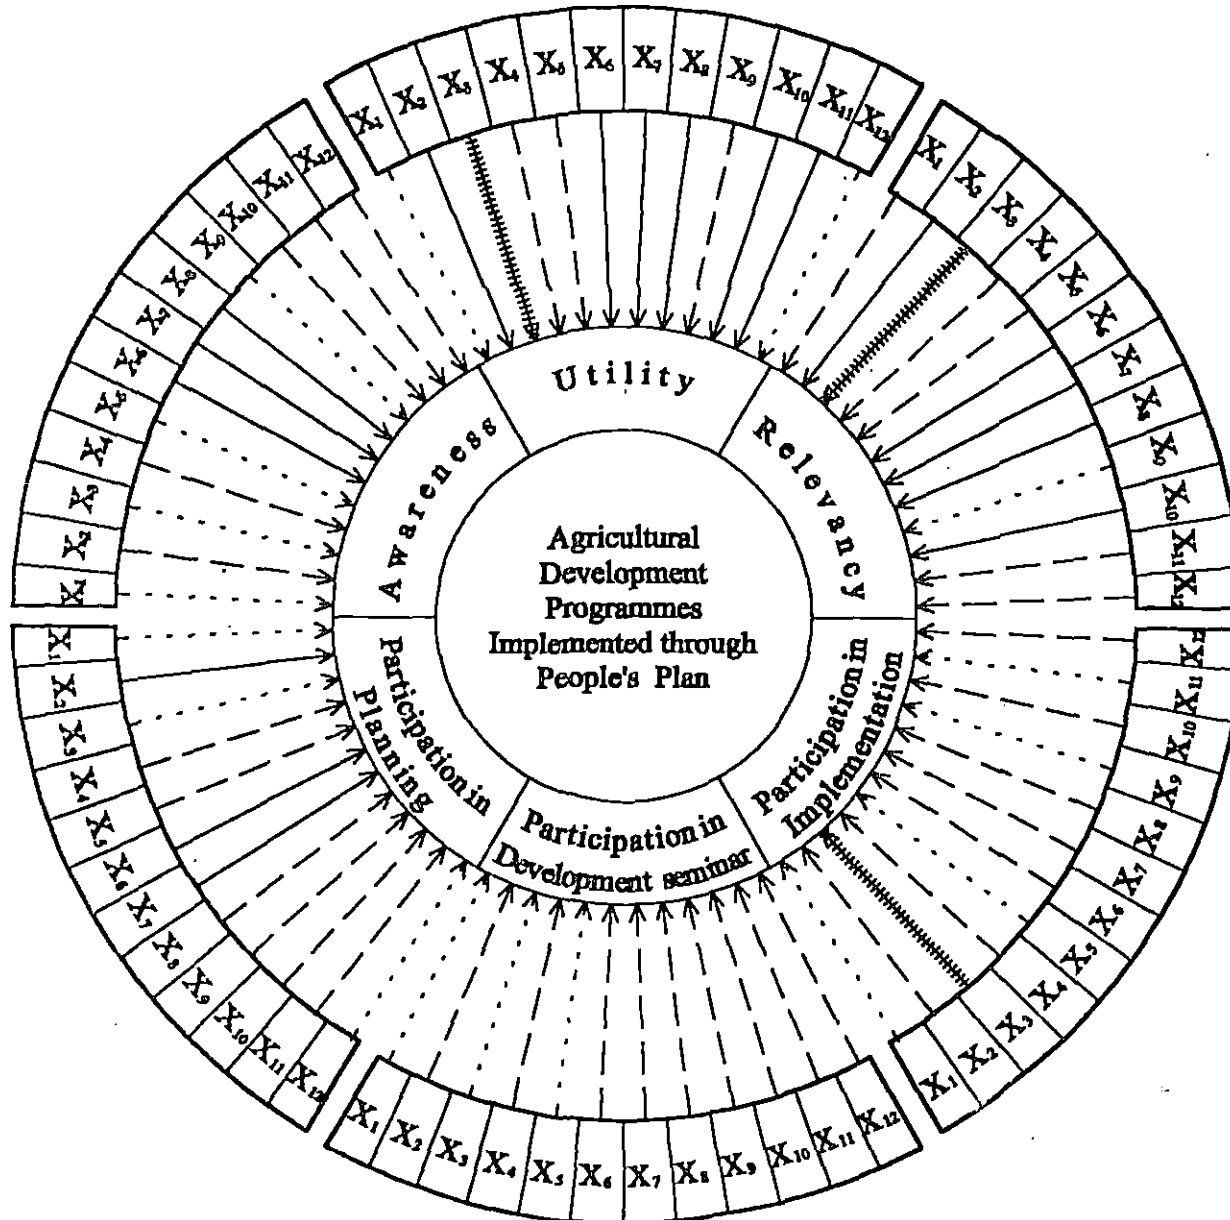 X₁ X₂ X₃ X₄ X₅ X₆ X₇ X₈ X₉ X₁₀ X₁₁ X₁₂
X₁ X₂ X₃ X₄ X₅ X₆ X₇ X₈ X₉ X₁₀ X₁₁ X₁₂
X₁ X₂ X₃ X₄ X₅ X₆ X₇ X₈ X₉ X₁₀ X₁₁ X₁₂
Utility
Awareness
Relevancy
Agricultural
Development
Programmes
Implemented through
People's Plan
Participation in
Planning
Participation in
Development seminar
Participation in
Implementation
X₁ X₂ X₃ X₄ X₅ X₆ X₇ X₈ X₉ X₁₀ X₁₁ X₁₂
X₁ X₂ X₃ X₄ X₅ X₆ X₇ X₈ X₉ X₁₀ X₁₁ X₁₂
X₁ X₂ X₃ X₄ X₅ X₆ X₇ X₈ X₉ X₁₀ X₁₁ X₁₂